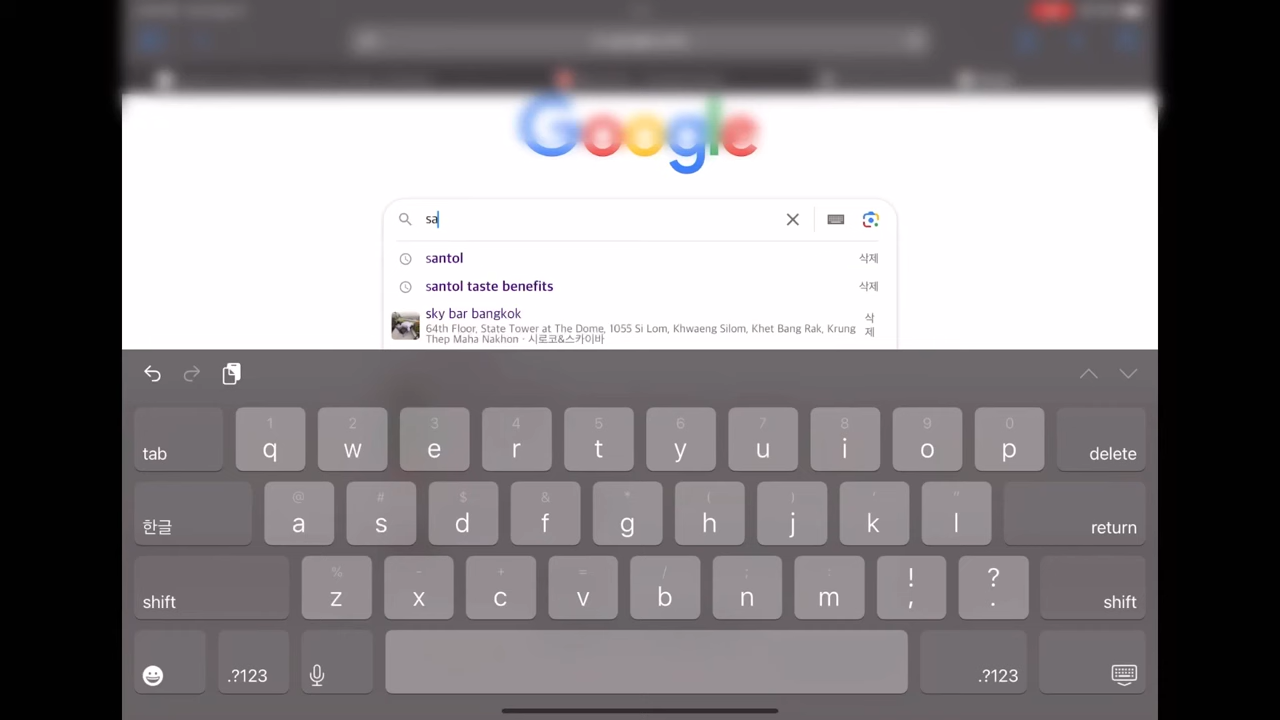 Google
sa
santol 삭제
santol taste benefits 삭제
sky bar bangkok 삭
제
64th Floor, State Tower at The Dome, 1055 Si Lom, Khwaeng Silom, Khet Bang Rak, Krung
Thep Maha Nakhon · 시로코&스카이바
1 2 3 4 5 6 7 8 9 0
tab q w e r t y u i o p delete
@ # $ & * ( ) ' "
한글 a s d f g h j k l return
% - + = / ; : ! ?
shift z x c v b n m , . shift
.?123 .?123